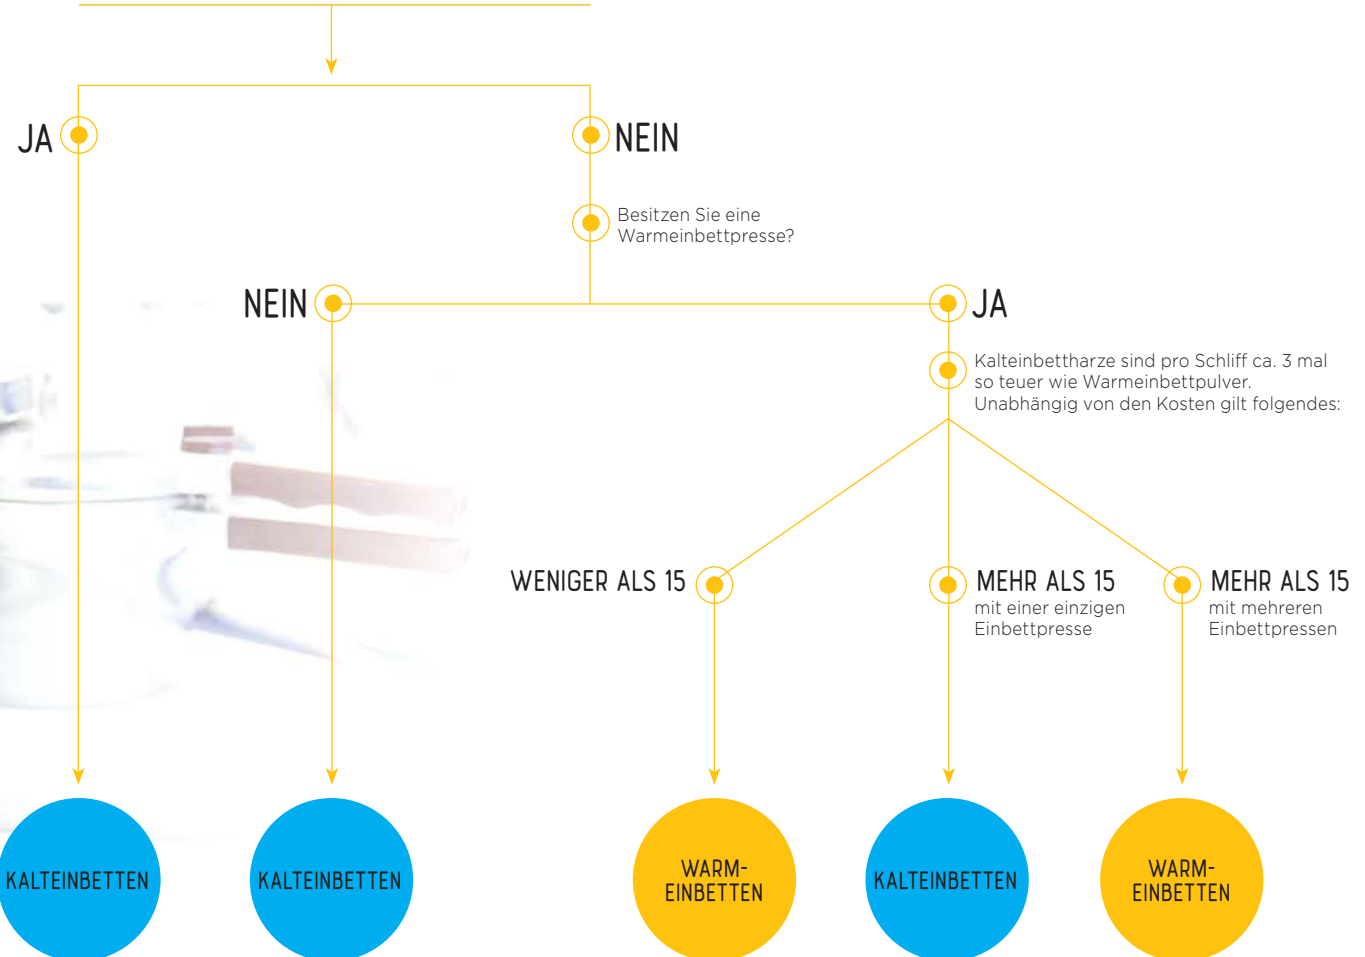 JA
NEIN
Besitzen Sie eine
Warmeinbettpresse?
NEIN
JA
Kalteinbettharze sind pro Schliff ca. 3 mal
so teuer wie Warmeinbettpulver.
Unabhängig von den Kosten gilt folgendes:
WENIGER ALS 15
MEHR ALS 15
mit einer einzigen
Einbettpresse
MEHR ALS 15
mit mehreren
Einbettpressen
KALTEINBETTEN
KALTEINBETTEN
WARM-
EINBETTEN
KALTEINBETTEN
WARM-
EINBETTEN